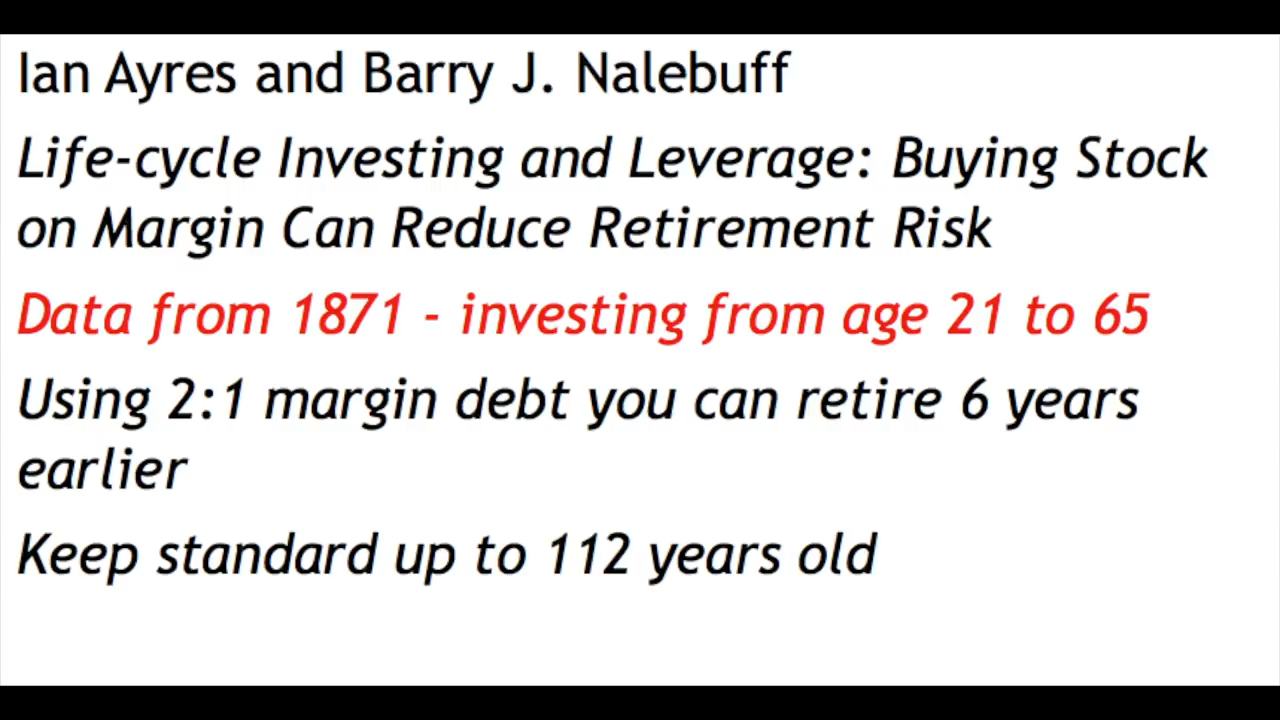 Ian Ayres and Barry J. Nalebuff
Life-cycle Investing and Leverage: Buying Stock
on Margin Can Reduce Retirement Risk
Data from 1871 - investing from age 21 to 65
Using 2:1 margin debt you can retire 6 years
earlier
Keep standard up to 112 years old